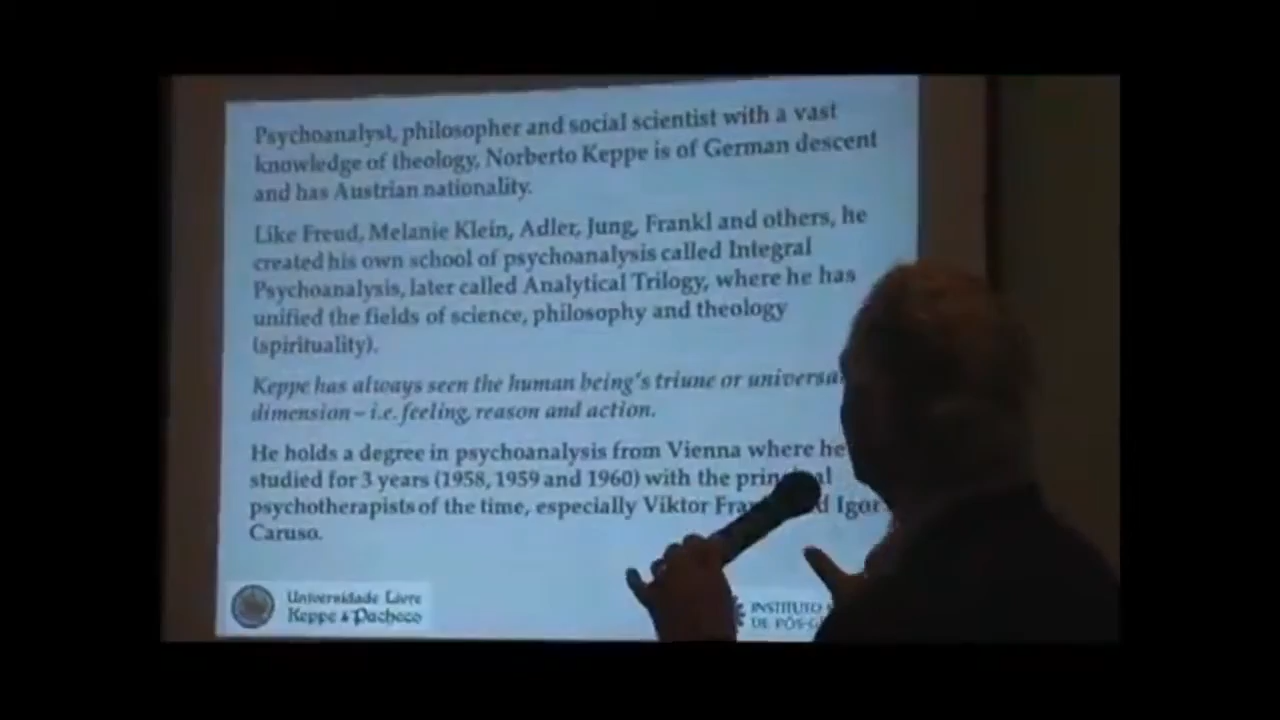 Psychoanalyst, philosopher and social scientist with a vast
knowledge of theology, Norberto Keppe is of German descent
and has Austrian nationality.
Like Freud, Melanie Klein, Adler, Jung, Frankl and others, he
created his own school of psychoanalysis called Integral
Psychoanalysis, later called Analytical Trilogy, where he has
unified the fields of science, philosophy and theology
(spirituality).
Keppe has always seen the human being's triune or
dimension – i.e. feeling, reason and action.
He holds a degree in psychoanalysis from Vienna where he
studied for 3 years (1958, 1959 and 1960) with the
psychotherapists of the time, especially Viktor Igor
Caruso.
Universidade Livre
Keppe & Pacheco
INSTITUTO
DE